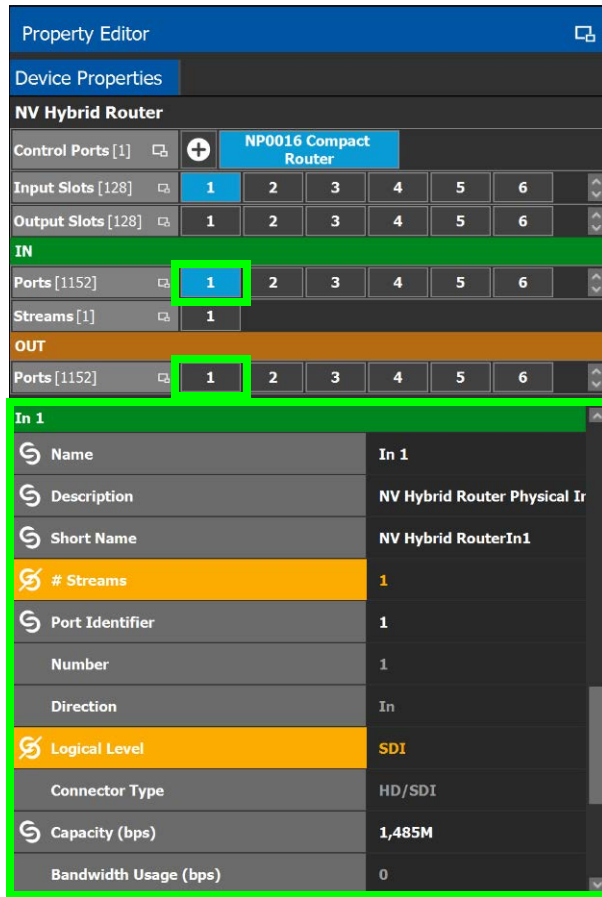 Property Editor
Device Properties
NV Hybrid Router
Control Ports [1] NP0016 Compact Router
Input Slots [128] 1 2 3 4 5 6
Output Slots [128] 1 2 3 4 5 6
IN
Ports [1152] 1 2 3 4 5 6
Streams [1] 1
OUT
Ports [1152] 1 2 3 4 5 6
In 1
Name In 1
Description NV Hybrid Router Physical In
Short Name NV Hybrid RouterIn1
# Streams 1
Port Identifier 1
Number 1
Direction In
Logical Level SDI
Connector Type HD/SDI
Capacity (bps) 1,485M
Bandwidth Usage (bps) 0